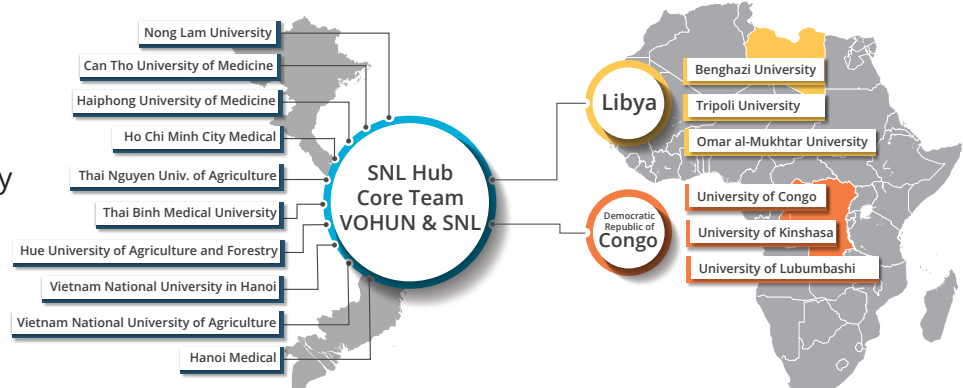 Nong Lam University
Can Tho University of Medicine
Haiphong University of Medicine
Ho Chi Minh City Medical
Thai Nguyen Univ. of Agriculture
y
Thai Binh Medical University
Hue University of Agriculture and Forestry
Vietnam National University in Hanoi
Vietnam National University of Agriculture
Hanoi Medical
SNL Hub
Core Team
VOHUN & SNL
Libya
Benghazi University
Tripoli University
Omar al-Mukhtar University
Democratic
Republic of
Congo
University of Congo
University of Kinshasa
University of Lubumbashi